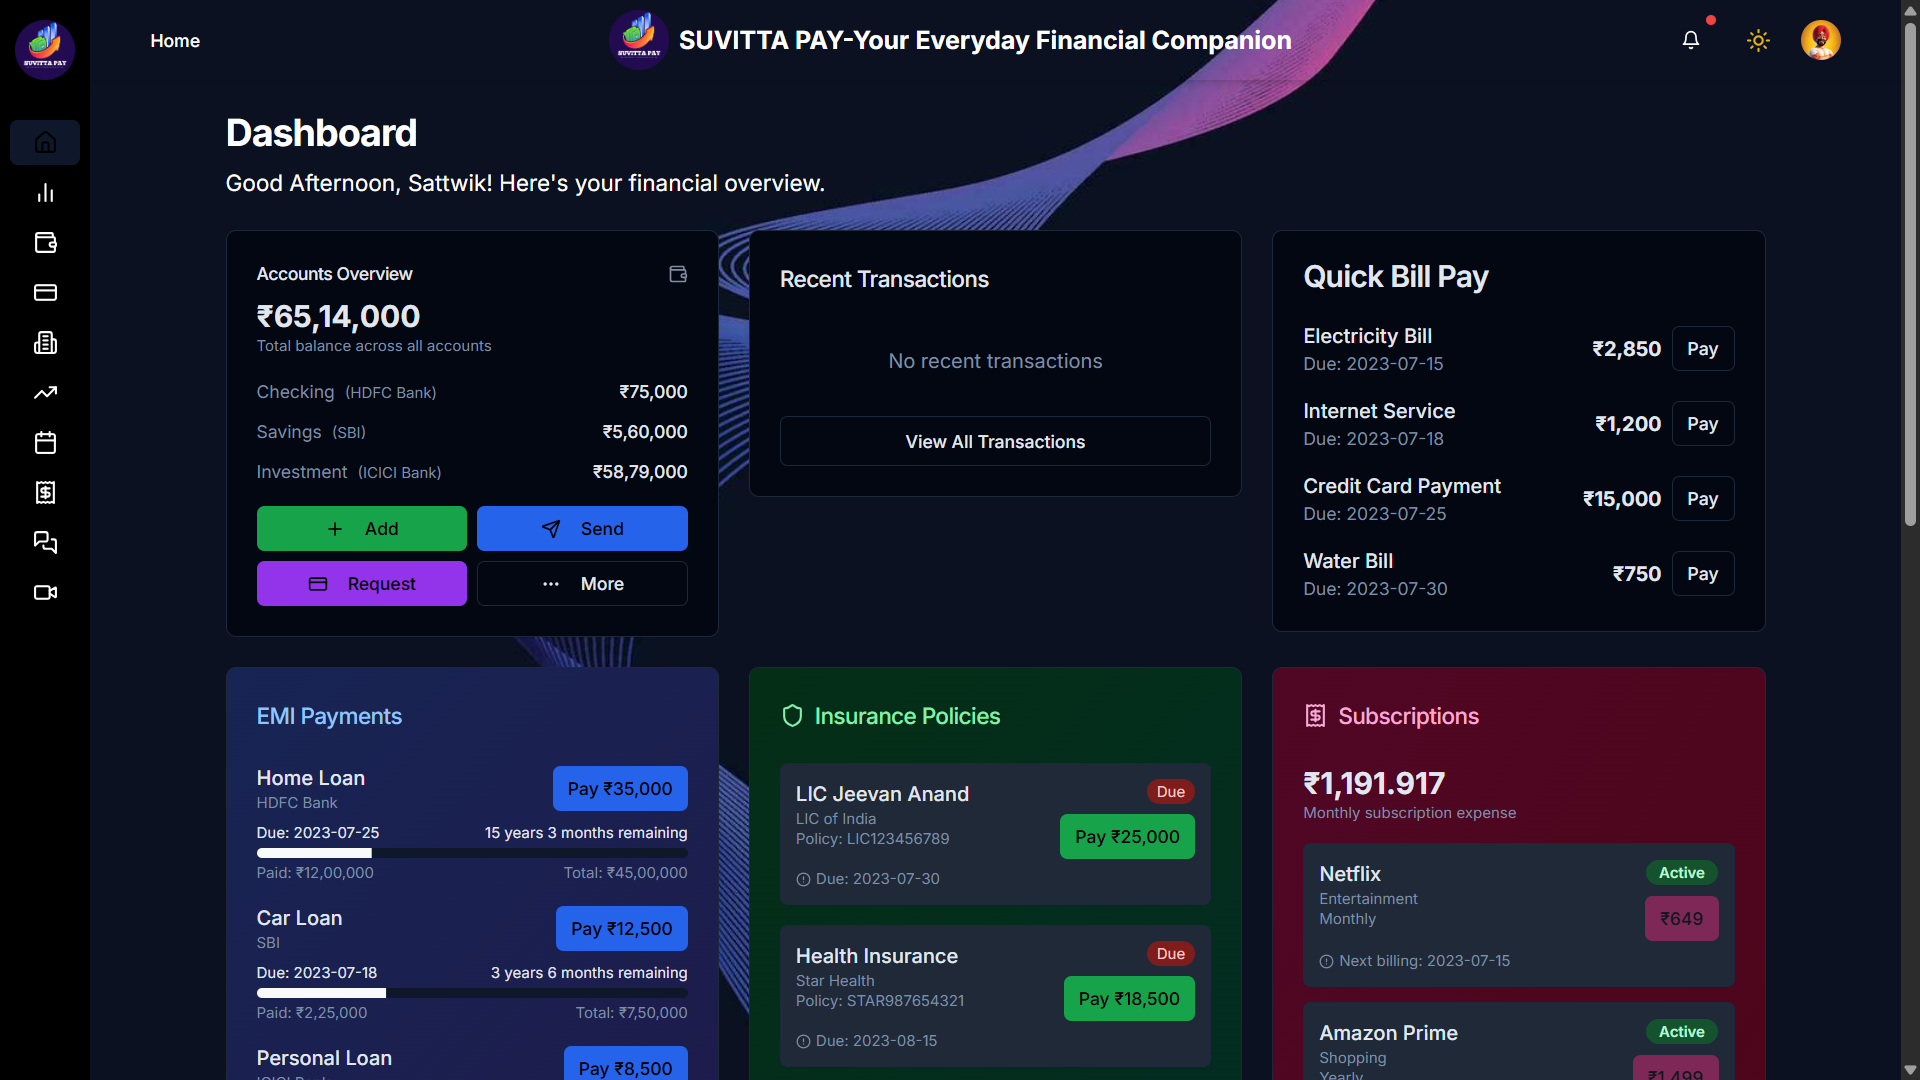 SUVITTA PAY
Home
SUVITTA PAY
SUVITTA PAY-Your Everyday Financial Companion
Dashboard
Good Afternoon, Sattwik! Here's your financial overview.
Accounts Overview
₹65,14,000
Total balance across all accounts
Checking (HDFC Bank) ₹75,000
Savings (SBI) ₹5,60,000
Investment (ICICI Bank) ₹58,79,000
Add Send
Request More
Recent Transactions
No recent transactions
View All Transactions
Quick Bill Pay
Electricity Bill
Due: 2023-07-15
₹2,850 Pay
Internet Service
Due: 2023-07-18
₹1,200 Pay
Credit Card Payment
Due: 2023-07-25
₹15,000 Pay
Water Bill
Due: 2023-07-30
₹750 Pay
EMI Payments
Home Loan
HDFC Bank
Pay ₹35,000
Due: 2023-07-25 15 years 3 months remaining
Paid: ₹12,00,000 Total: ₹45,00,000
Car Loan
SBI
Pay ₹12,500
Due: 2023-07-18 3 years 6 months remaining
Paid: ₹2,25,000 Total: ₹7,50,000
Personal Loan
ICICI Bank
Pay ₹8,500
Insurance Policies
LIC Jeevan Anand Due
LIC of India
Policy: LIC123456789
Pay ₹25,000
Due: 2023-07-30
Health Insurance Due
Star Health
Policy: STAR987654321
Pay ₹18,500
Due: 2023-08-15
Subscriptions
₹1,191.917
Monthly subscription expense
Netflix Active
Entertainment
Monthly
₹649
Next billing: 2023-07-15
Amazon Prime Active
Shopping
Yearly
₹1,499